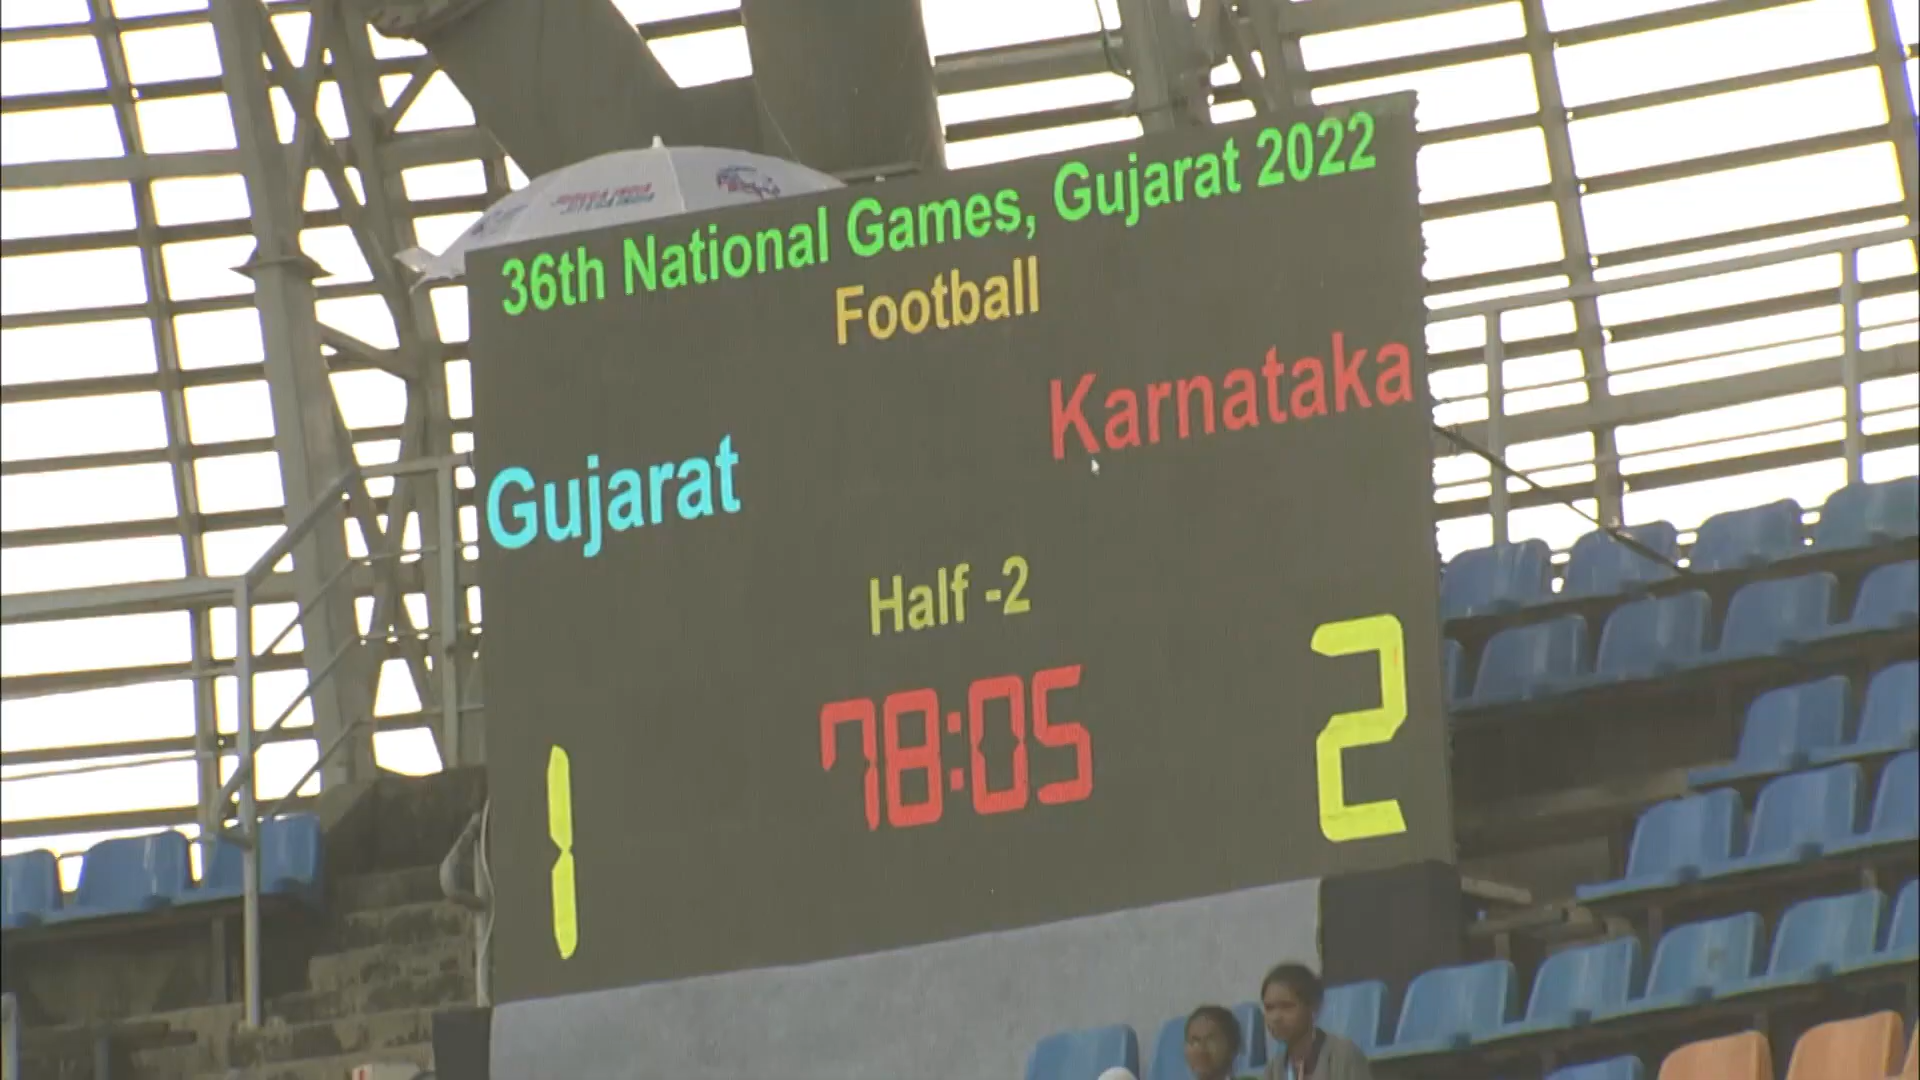 36th National Games, Gujarat 2022
Football
Gujarat
Karnataka
Half -2
78:05
1
2